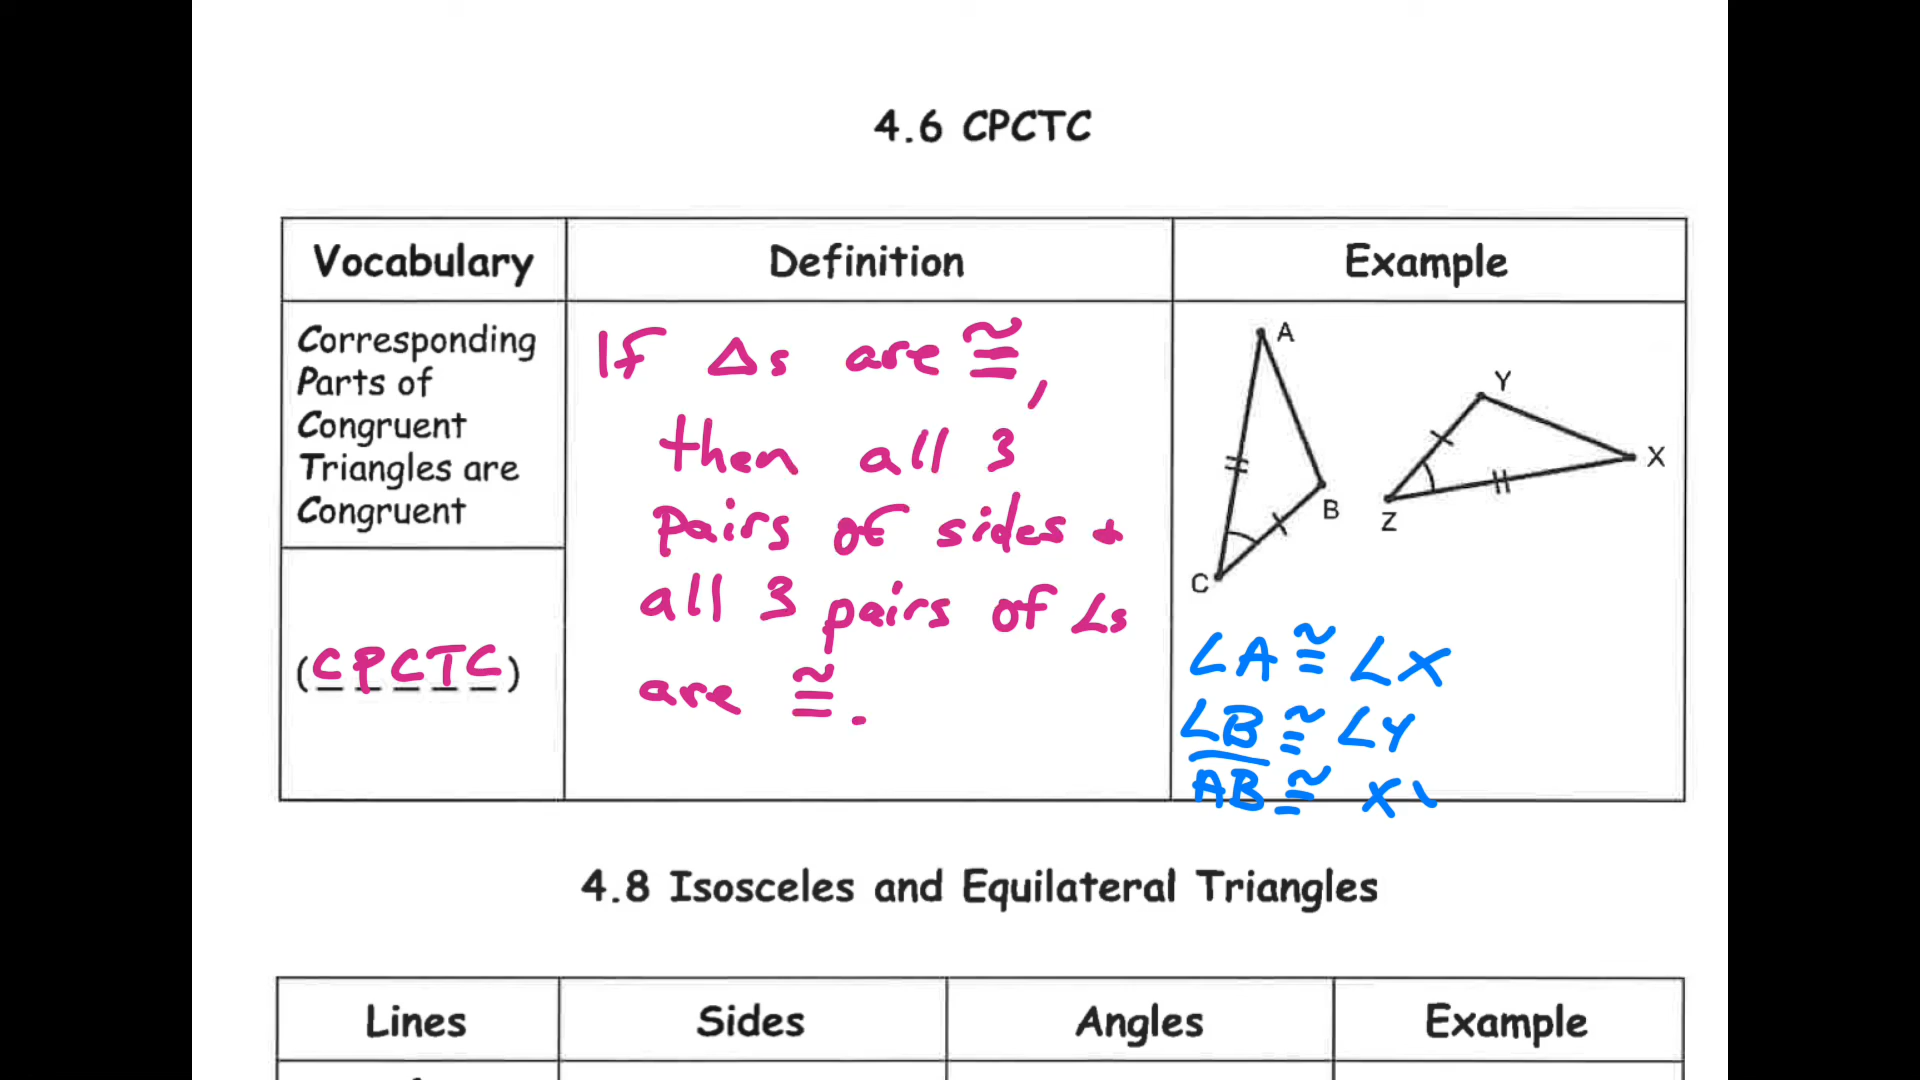 4.6 CPCTC
Vocabulary
Definition
Example
Corresponding
Parts of
Congruent
Triangles are
Congruent
(CPCTC)
If Δs are ≅,
then all 3
pairs of sides +
all 3 pairs of ∠s
are ≅.
A
B
C
Y
X
Z
∠A ≅ ∠X
∠B ≅ ∠Y
AB ≅ X
4.8 Isosceles and Equilateral Triangles
Lines
Sides
Angles
Example